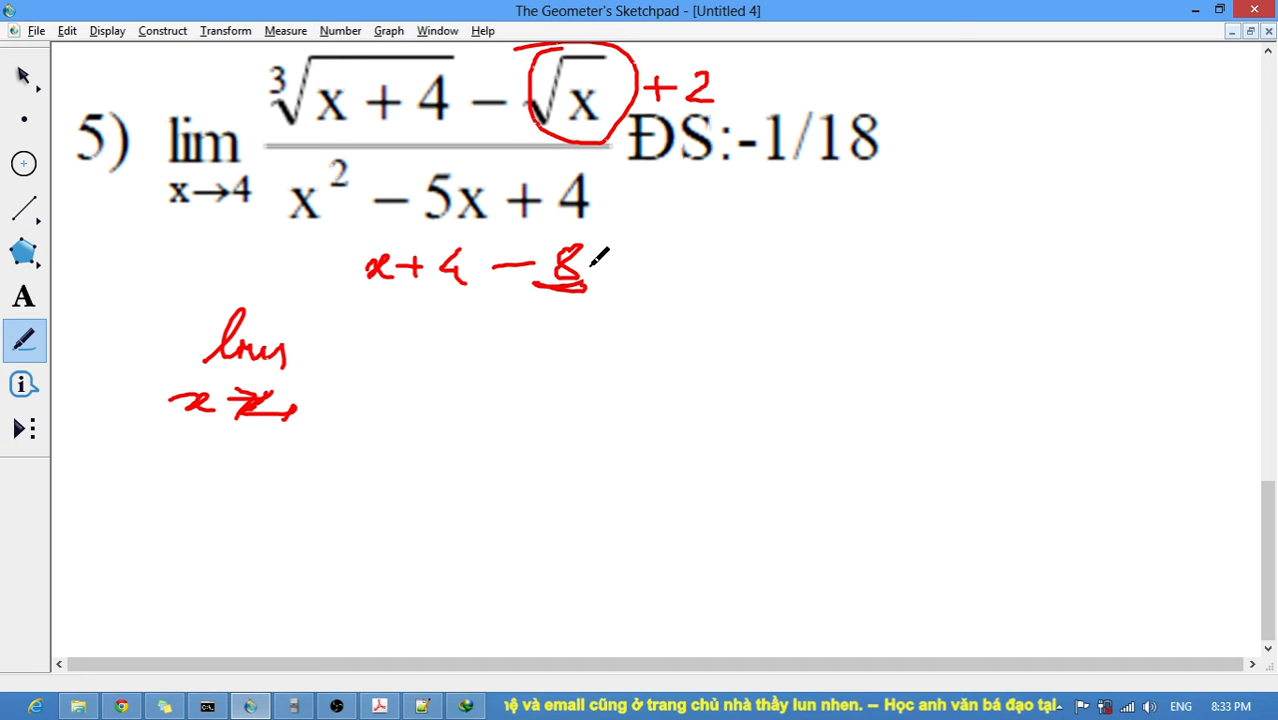 The Geometer's Sketchpad - [Untitled 4]
File Edit Display Construct Transform Measure Number Graph Window Help
5) lim x→4 (∛(x + 4) − √x)/(x² − 5x + 4) ĐS:-1/18
+ 2
x + 4 − 8
lim
x →
A
hệ và email cũng ở trang chủ nhà thầy lun nhen. -- Học anh văn bá đạo tại
ENG 8:33 PM